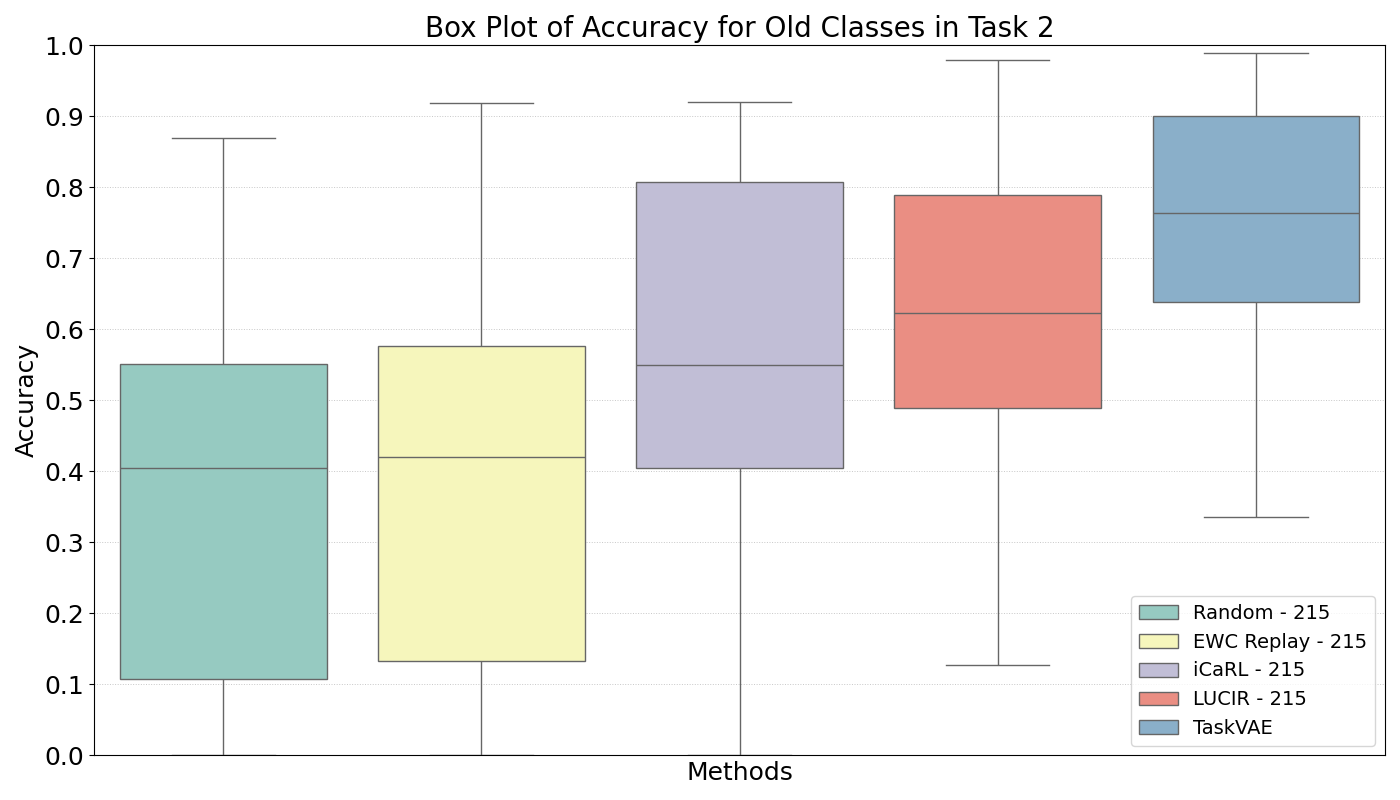 Box Plot of Accuracy for Old Classes in Task 2
1.0
0.9
0.8
0.7
0.6
0.5
0.4
0.3
0.2
0.1
0.0
Accuracy
Methods
Random - 215
EWC Replay - 215
iCaRL - 215
LUCIR - 215
TaskVAE